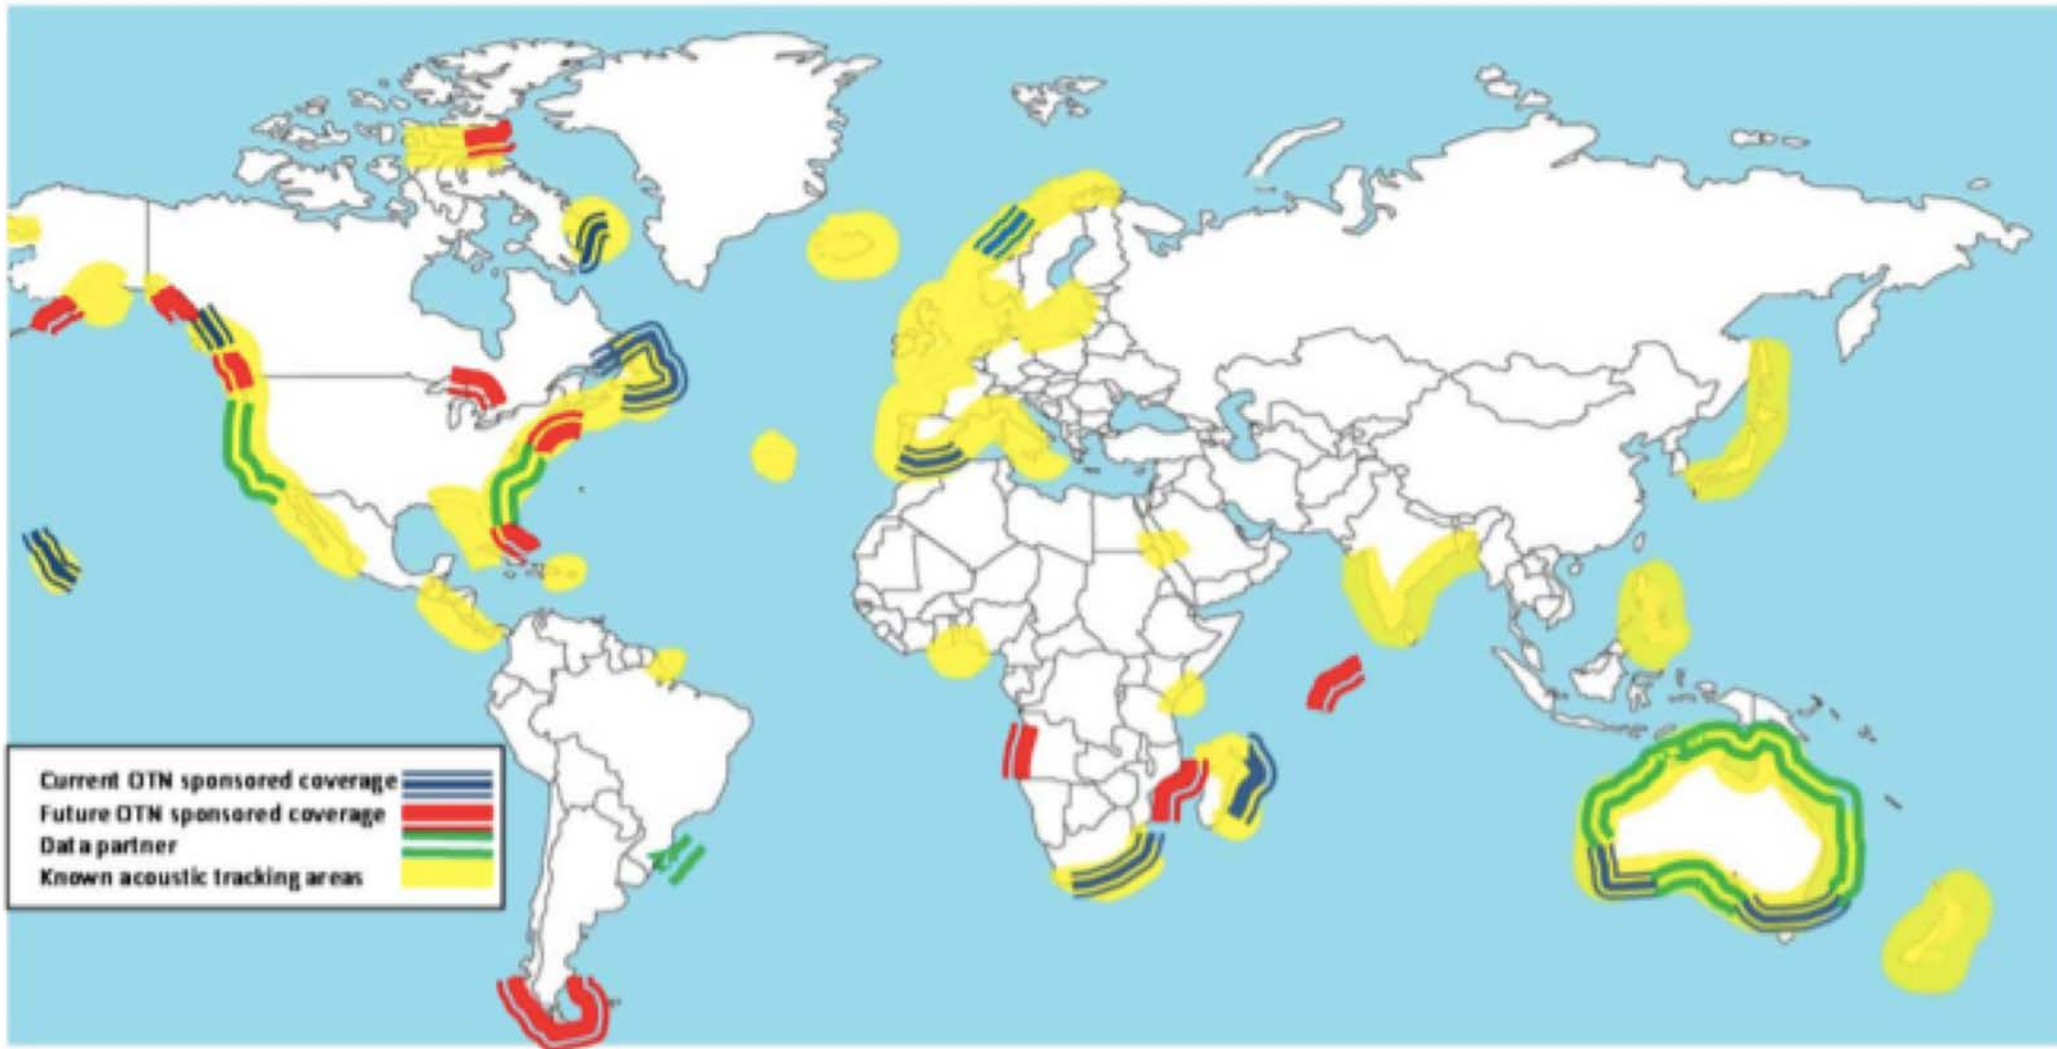 Current OTN sponsored coverage
Future OTN sponsored coverage
Data partner
Known acoustic tracking areas